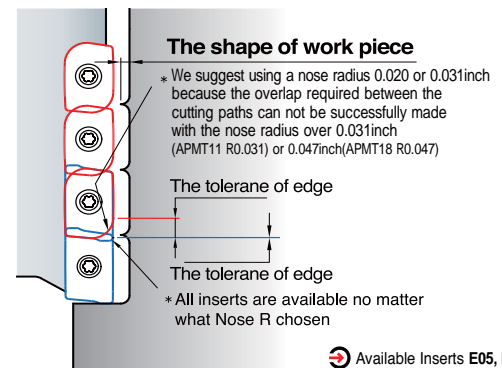 The shape of work piece
* We suggest using a nose radius 0.020 or 0.031inch
because the overlap required between the
cutting paths can not be successfully made
with the nose radius over 0.031inch
(APMT11 R0.031) or 0.047inch(APMT18 R0.047)
The tolerane of edge
The tolerane of edge
* All inserts are available no matter
what Nose R chosen
Available Inserts E05,